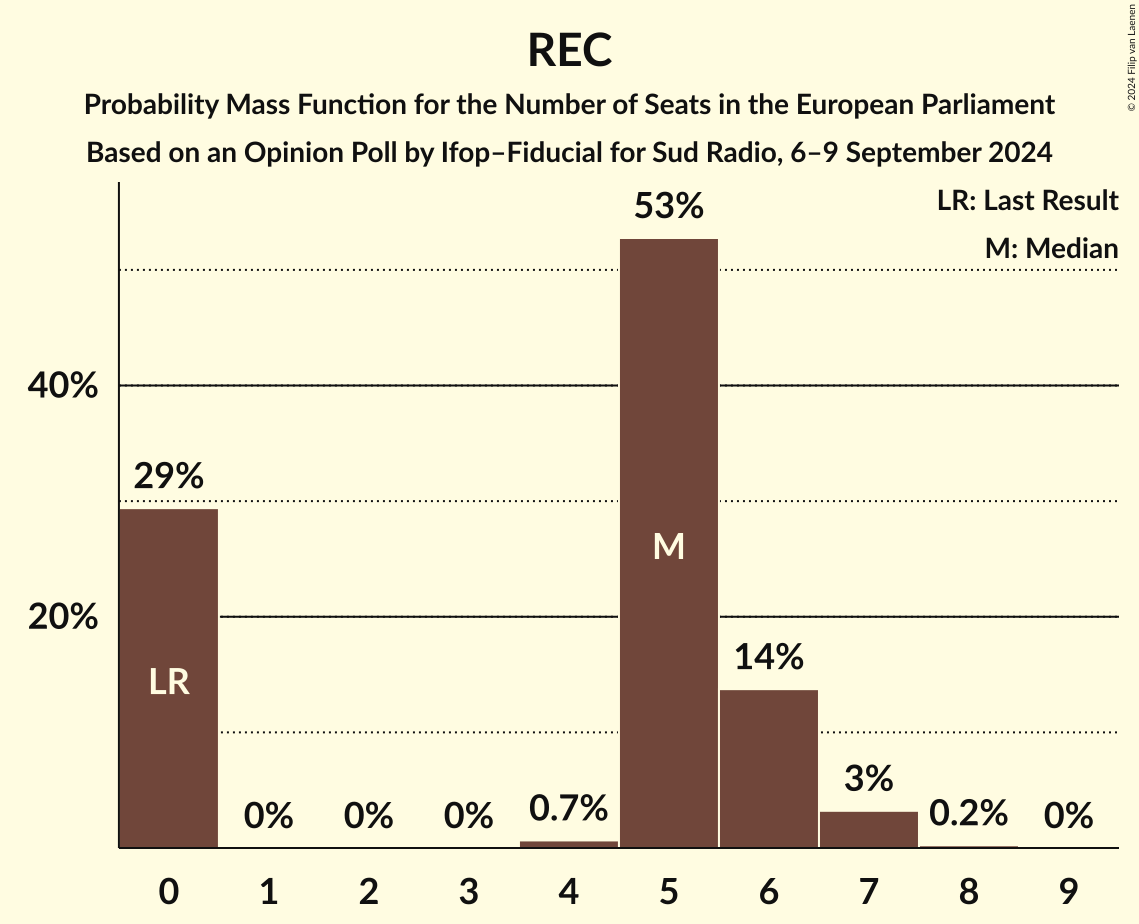 REC
Probability Mass Function for the Number of Seats in the European Parliament
Based on an Opinion Poll by Ifop–Fiducial for Sud Radio, 6–9 September 2024
© 2024 Filip van Laenen
LR: Last Result
M: Median
53%
40%
29%
M
20%
14%
LR
3%
0%
0%
0%
0.7%
0.2%
0%
0 1 2 3 4 5 6 7 8 9